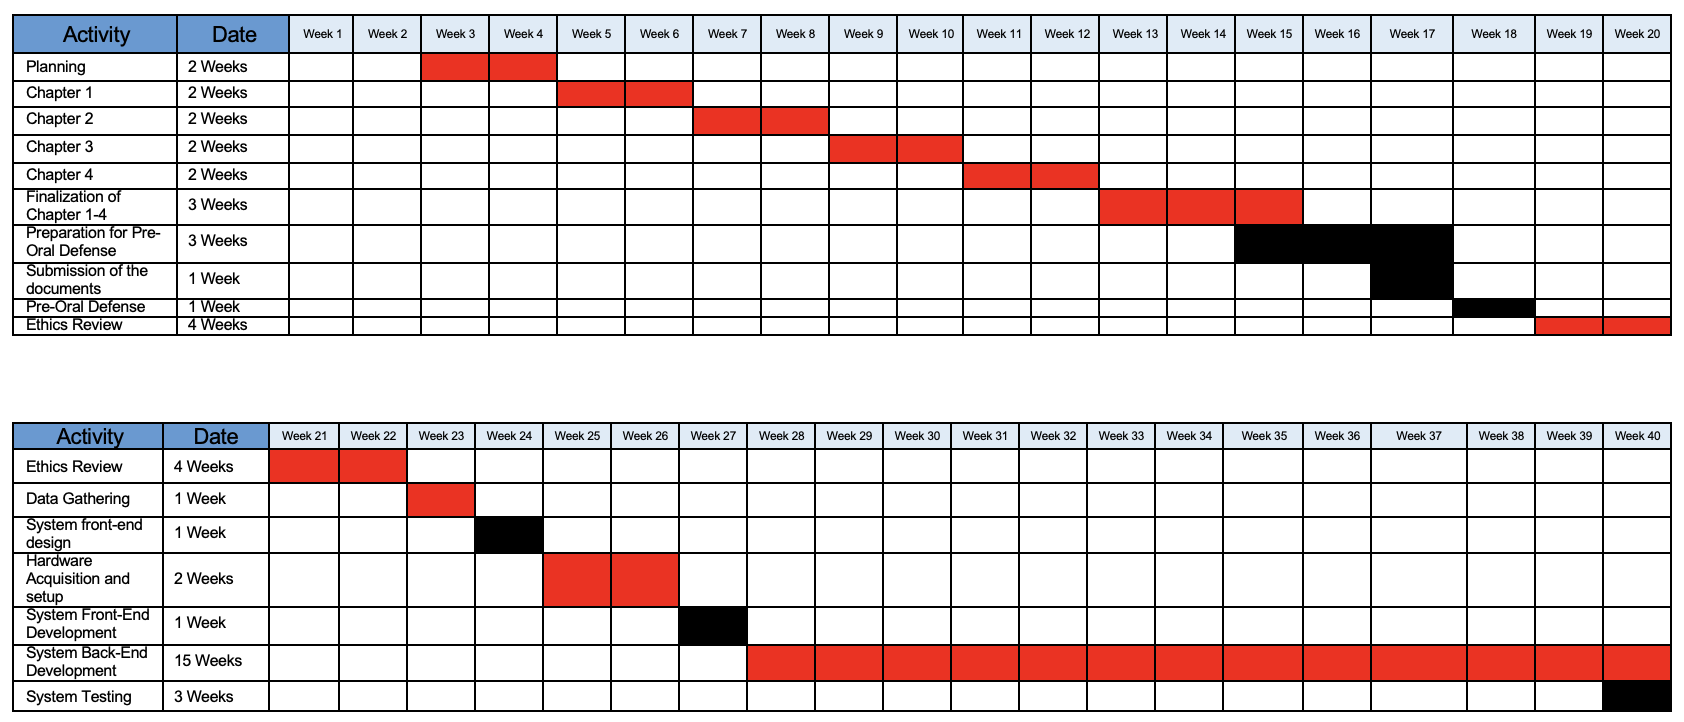 Activity Date Week 1 Week 2 Week 3 Week 4 Week 5 Week 6 Week 7 Week 8 Week 9 Week 10 Week 11 Week 12 Week 13 Week 14 Week 15 Week 16 Week 17 Week 18 Week 19 Week 20
Planning 2 Weeks
Chapter 1 2 Weeks
Chapter 2 2 Weeks
Chapter 3 2 Weeks
Chapter 4 2 Weeks
Finalization of
Chapter 1-4
3 Weeks
Preparation for Pre-
Oral Defense
3 Weeks
Submission of the
documents
1 Week
Pre-Oral Defense 1 Week
Ethics Review 4 Weeks
Activity Date Week 21 Week 22 Week 23 Week 24 Week 25 Week 26 Week 27 Week 28 Week 29 Week 30 Week 31 Week 32 Week 33 Week 34 Week 35 Week 36 Week 37 Week 38 Week 39 Week 40
Ethics Review 4 Weeks
Data Gathering 1 Week
System front-end
design
1 Week
Hardware
Acquisition and
setup
2 Weeks
System Front-End
Development
1 Week
System Back-End
Development
15 Weeks
System Testing 3 Weeks